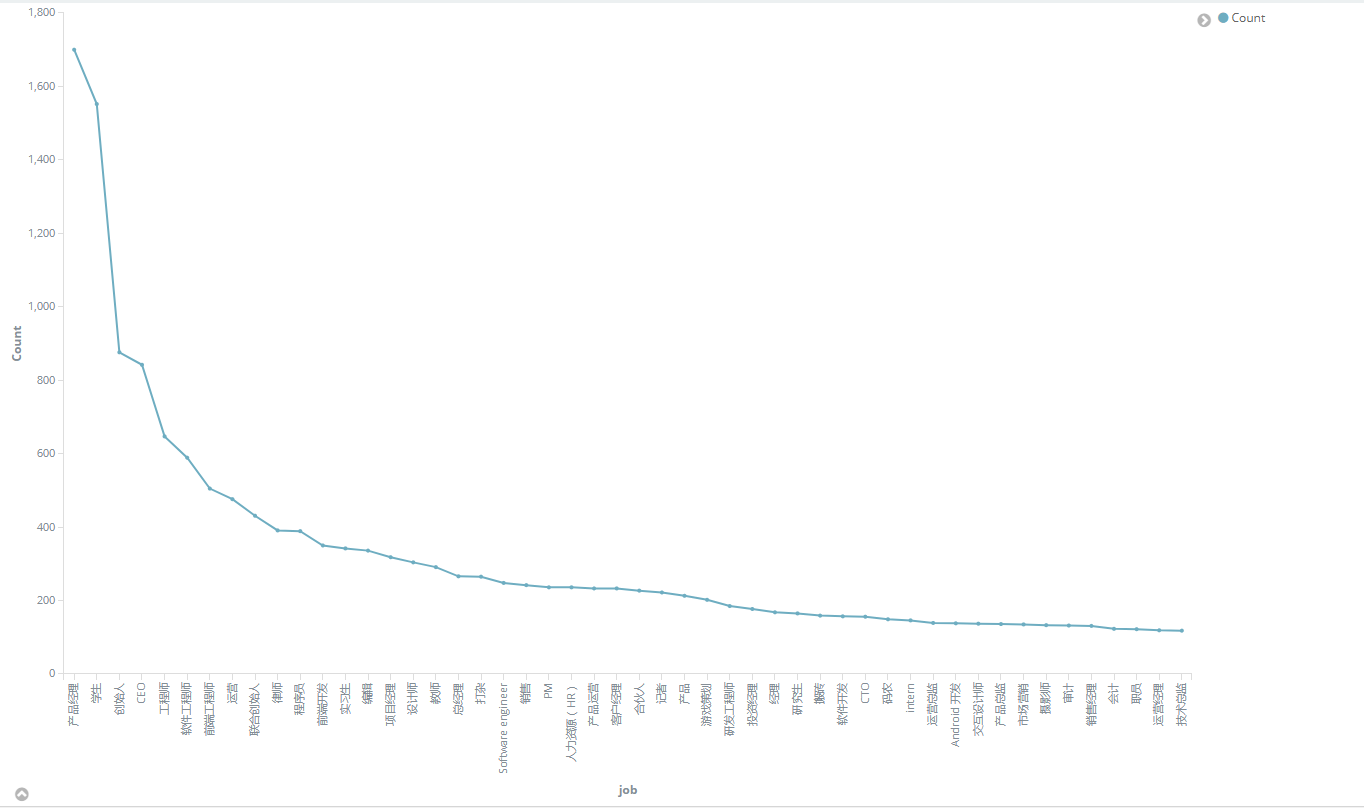 1,800
Count
1,600
1,400
1,200
1,000
800
600
400
200
0
Count
产品经理
学生
创始人
CEO
工程师
软件工程师
前端工程师
运营
联合创始人
律师
程序员
前端开发
实习生
编辑
项目经理
设计师
教师
总经理
打杂
Software engineer
销售
PM
人力资源（HR）
产品运营
客户经理
合伙人
记者
产品
游戏策划
研发工程师
投资经理
经理
研究生
搬砖
软件开发
CTO
码农
intern
运营总监
Android 开发
交互设计师
产品总监
市场营销
摄影师
审计
销售经理
会计
职员
运营经理
技术总监
job